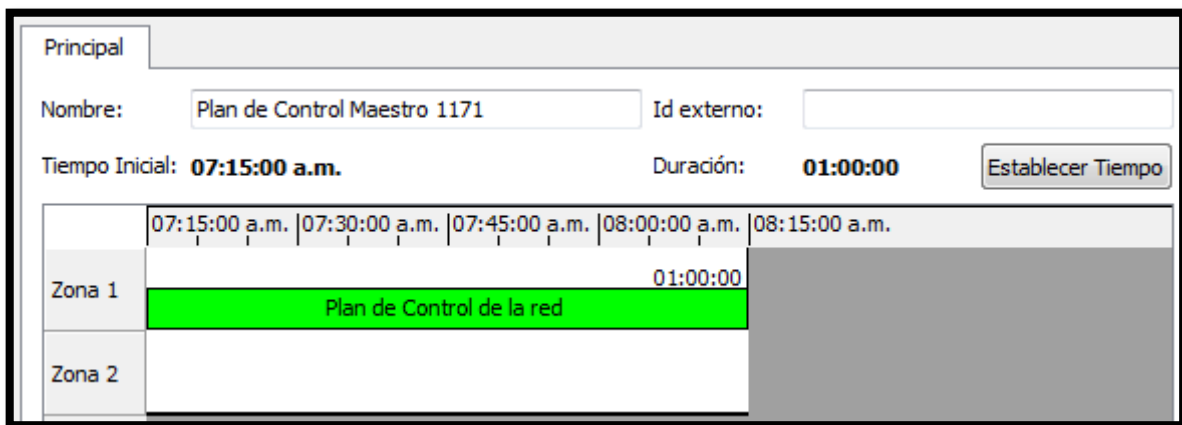 Principal
Nombre: Plan de Control Maestro 1171 Id externo:
Tiempo Inicial: 07:15:00 a.m. Duración: 01:00:00 Establecer Tiempo
07:15:00 a.m. 07:30:00 a.m. 07:45:00 a.m. 08:00:00 a.m. 08:15:00 a.m.
01:00:00
Zona 1
Plan de Control de la red
Zona 2